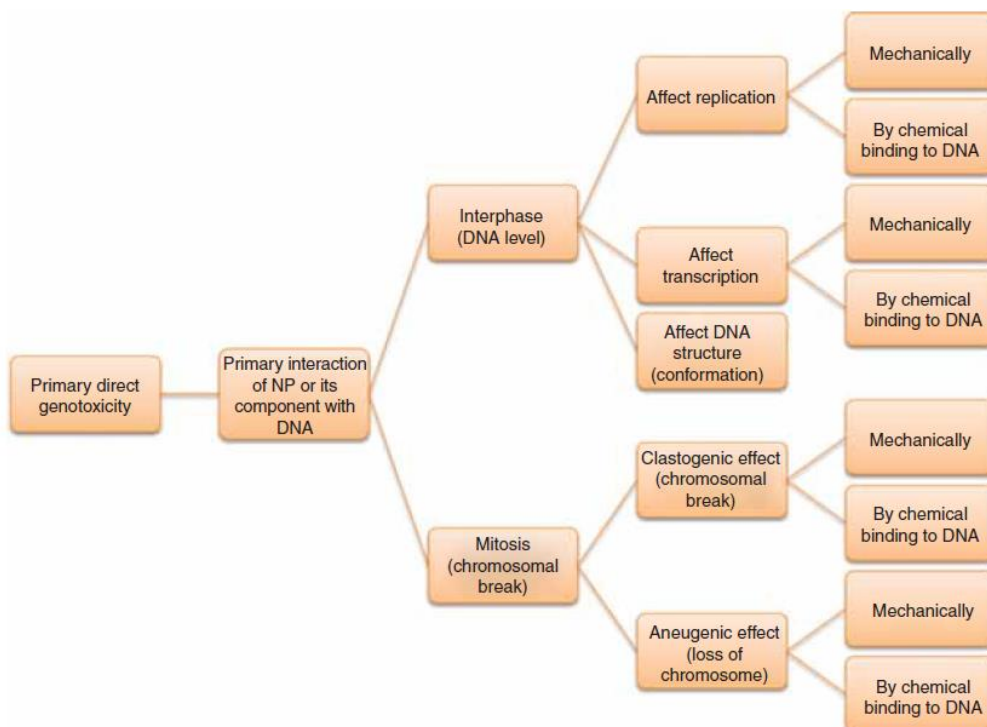 Primary direct
genotoxicity
Primary interaction
of NP or its
component with
DNA
Interphase
(DNA level)
Affect replication
Mechanically
By chemical
binding to DNA
Affect
transcription
Mechanically
By chemical
binding to DNA
Affect DNA
structure
(conformation)
Mitosis
(chromosomal
break)
Clastogenic effect
(chromosomal
break)
Mechanically
By chemical
binding to DNA
Aneugenic effect
(loss of
chromosome)
Mechanically
By chemical
binding to DNA